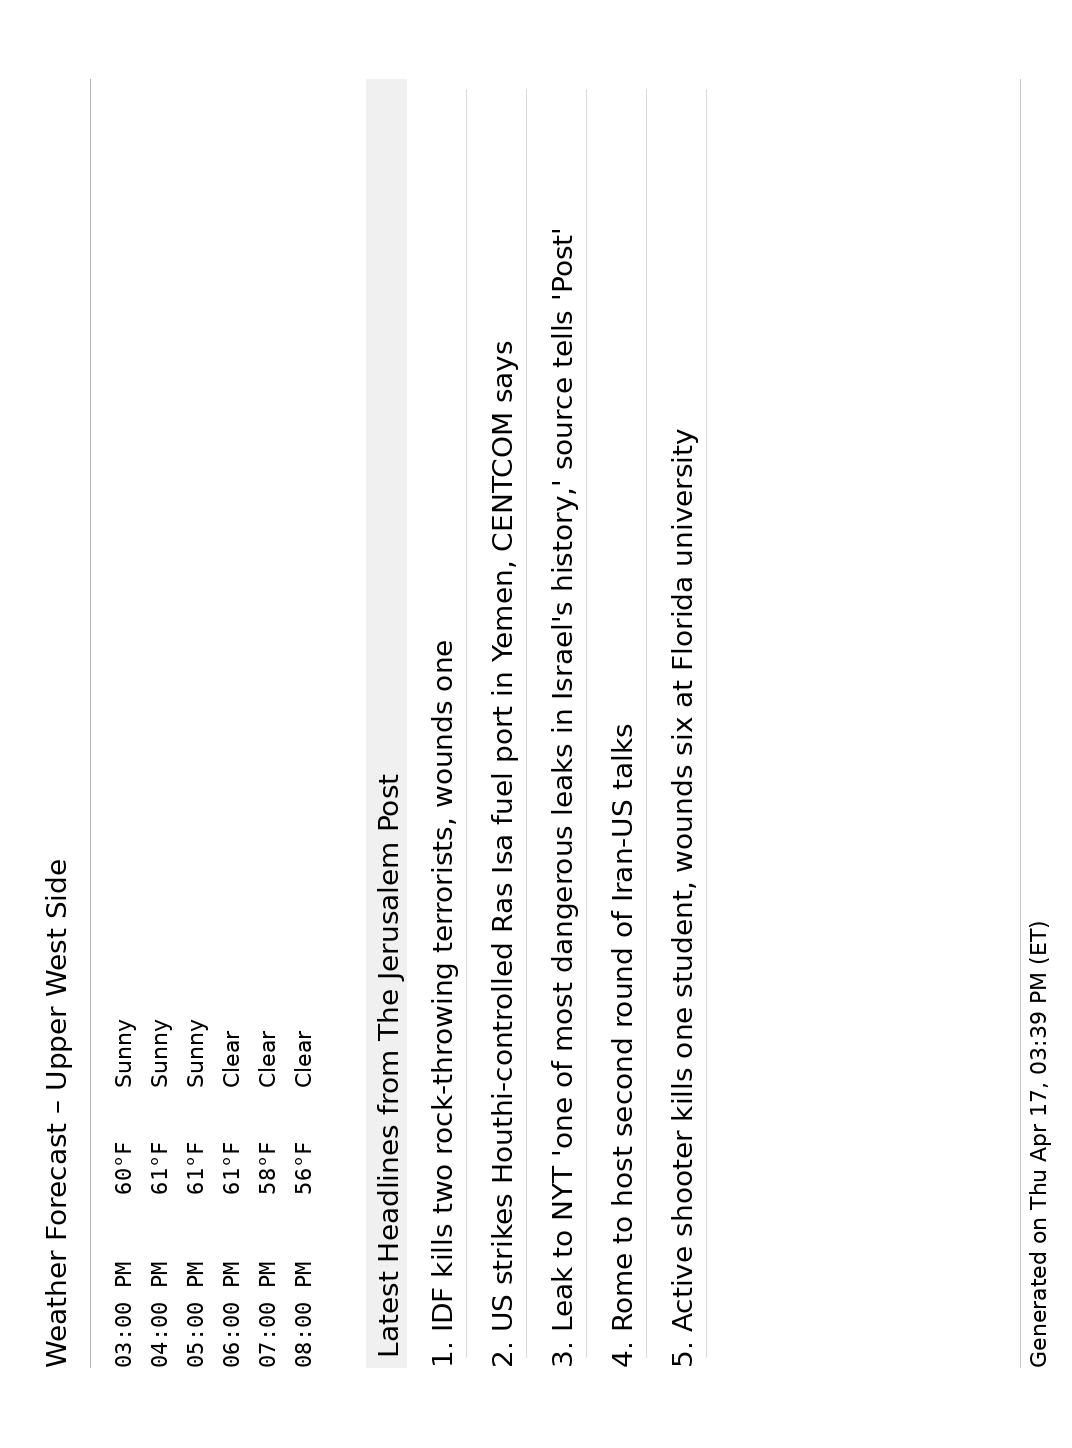 Weather Forecast – Upper West Side
03:00 PM 60°F Sunny
04:00 PM 61°F Sunny
05:00 PM 61°F Sunny
06:00 PM 61°F Clear
07:00 PM 58°F Clear
08:00 PM 56°F Clear
Latest Headlines from The Jerusalem Post
1. IDF kills two rock-throwing terrorists, wounds one
2. US strikes Houthi-controlled Ras Isa fuel port in Yemen, CENTCOM says
3. Leak to NYT 'one of most dangerous leaks in Israel's history,' source tells 'Post'
4. Rome to host second round of Iran-US talks
5. Active shooter kills one student, wounds six at Florida university
Generated on Thu Apr 17, 03:39 PM (ET)